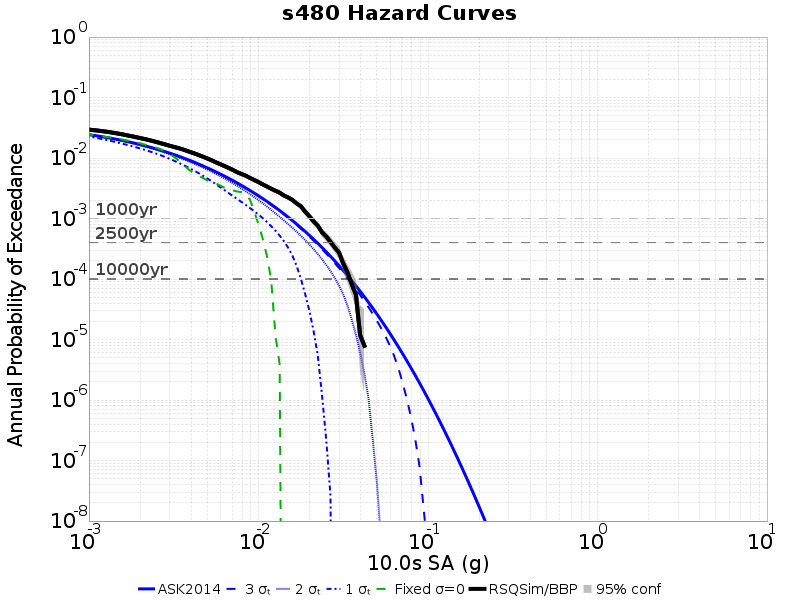 s480 Hazard Curves
Annual Probability of Exceedance
10^0
10^-1
10^-2
10^-3
10^-4
10^-5
10^-6
10^-7
10^-8
1000yr
2500yr
10000yr
10^-3 10^-2 10^-1 10^0 10^1
10.0s SA (g)
ASK2014 3 σₜ 2 σₜ 1 σₜ Fixed σ=0 RSQSim/BBP 95% conf